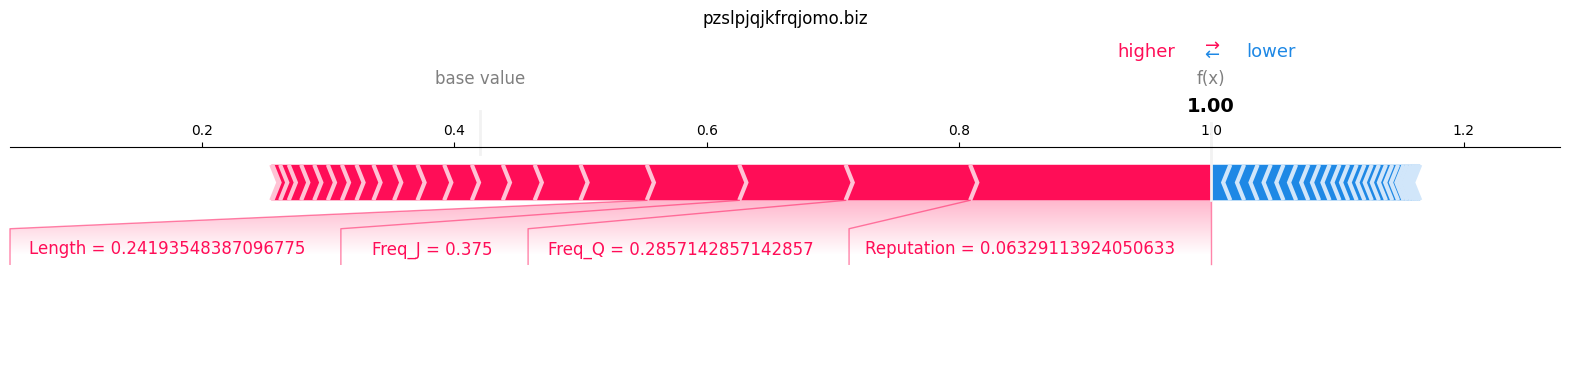 pzslpjqjkfrqjomo.biz
higher ⇄ lower
base value f(x)
1.00
0.2 0.4 0.6 0.8 1.0 1.2
Length = 0.24193548387096775 Freq_J = 0.375 Freq_Q = 0.2857142857142857 Reputation = 0.06329113924050633